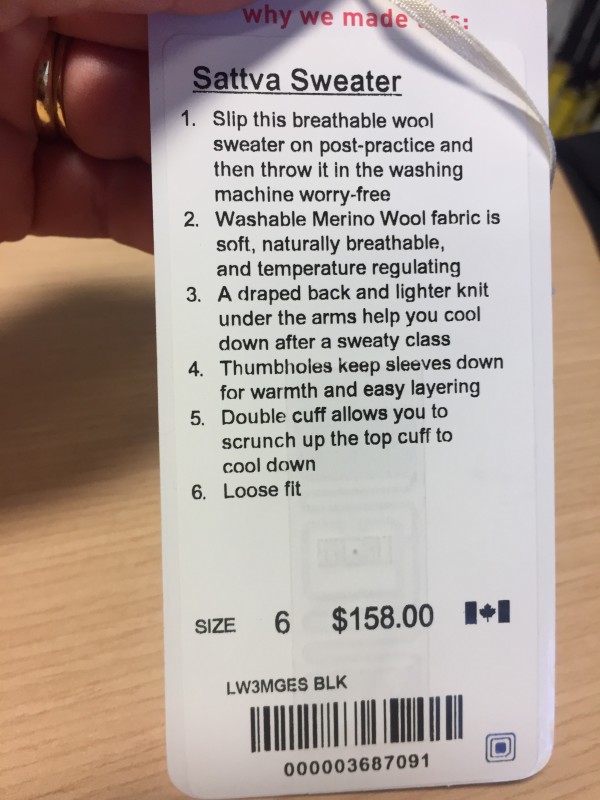 why we made :
Sattva Sweater
1. Slip this breathable wool
sweater on post-practice and
then throw it in the washing
machine worry-free
2. Washable Merino Wool fabric is
soft, naturally breathable,
and temperature regulating
3. A draped back and lighter knit
under the arms help you cool
down after a sweaty class
4. Thumbholes keep sleeves down
for warmth and easy layering
5. Double cuff allows you to
scrunch up the top cuff to
cool down
6. Loose fit
SIZE 6 $158.00
LW3MGES BLK
000003687091